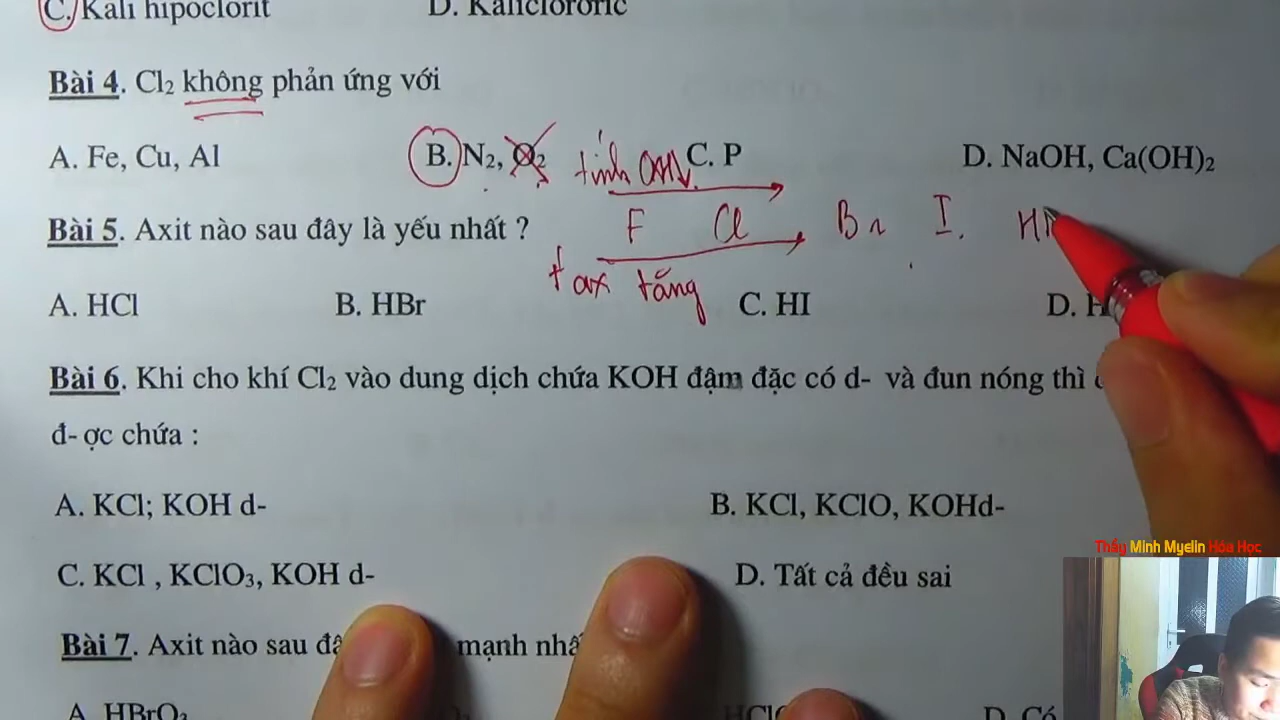 C. Kali hipoclorit D. Kaliclororic
Bài 4. Cl₂ không phản ứng với
A. Fe, Cu, Al B. N₂, O₂ C. P D. NaOH, Ca(OH)₂
tính OXH
F Cl Br I.
Bài 5. Axit nào sau đây là yếu nhất ?
tax tăng
A. HCl B. HBr C. HI D.
Bài 6. Khi cho khí Cl₂ vào dung dịch chứa KOH đậm đặc có d- và đun nóng thì
đ- ợc chứa :
A. KCl; KOH d- B. KCl, KClO, KOHd-
C. KCl , KClO₃, KOH d- D. Tất cả đều sai
Thầy Minh Myelin Hóa Học
Bài 7. Axit nào sau mạnh
A. HBrO₃ D. Có